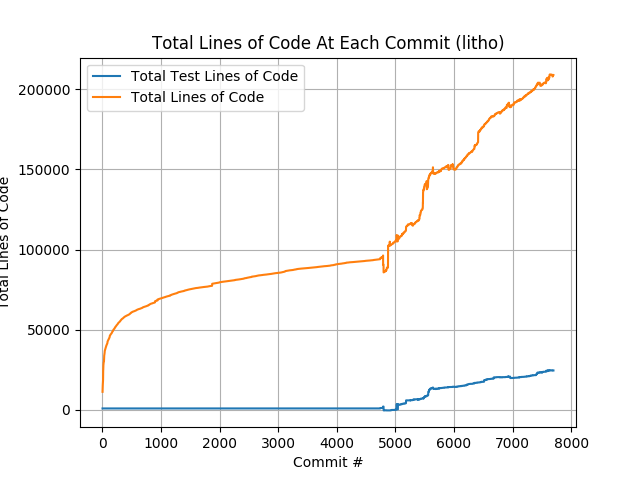 Total Lines of Code At Each Commit (litho)
Total Test Lines of Code
Total Lines of Code
200000
150000
100000
50000
0
Total Lines of Code
0 1000 2000 3000 4000 5000 6000 7000 8000
Commit #